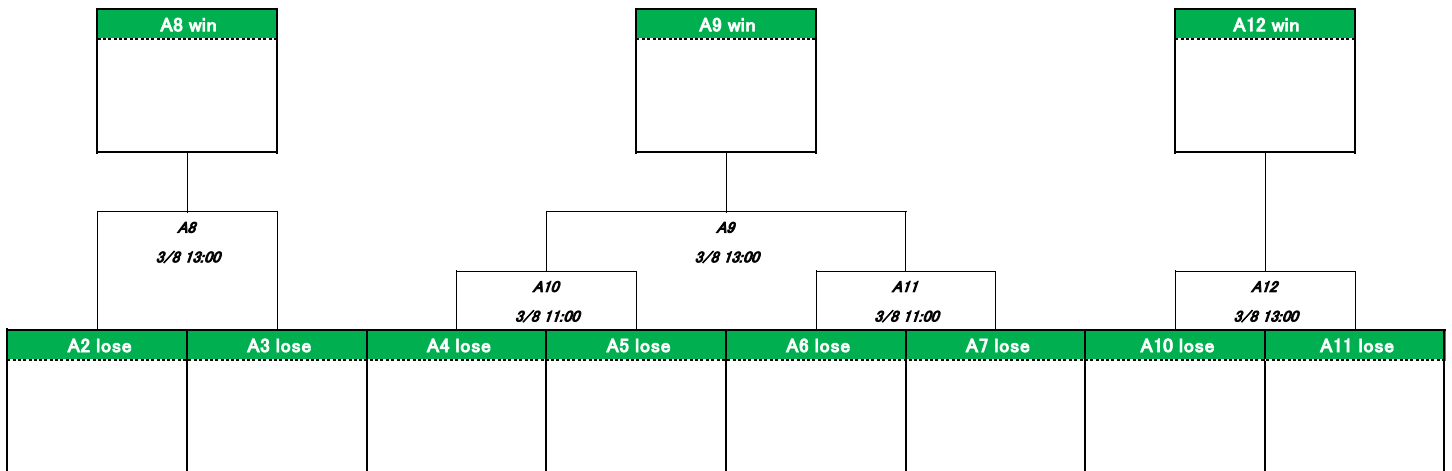 A8 win
A9 win
A12 win
A8
3/8 13:00
A9
3/8 13:00
A10
3/8 11:00
A11
3/8 11:00
A12
3/8 13:00
A2 lose
A3 lose
A4 lose
A5 lose
A6 lose
A7 lose
A10 lose
A11 lose